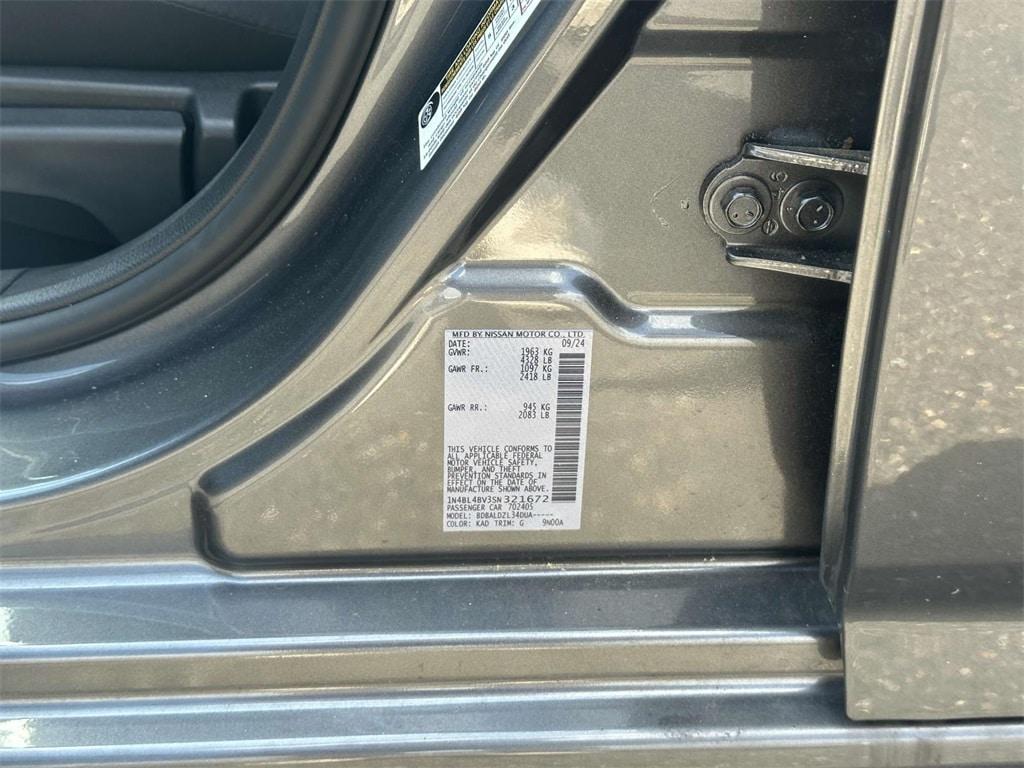 MFD BY NISSAN MOTOR CO., LTD.
DATE: 09/24
GVWR: 1963 KG
4328 LB
GAWR FR.: 1097 KG
2418 LB
GAWR RR.: 945 KG
2083 LB
THIS VEHICLE CONFORMS TO
ALL APPLICABLE FEDERAL
MOTOR VEHICLE SAFETY,
BUMPER, AND THEFT
PREVENTION STANDARDS IN
EFFECT ON THE DATE OF
MANUFACTURE SHOWN ABOVE.
1N4BL4BV3SN321672
PASSENGER CAR 702405
MODEL: BDBALDZL34DUA-----
COLOR: KAD TRIM: G 9N00A